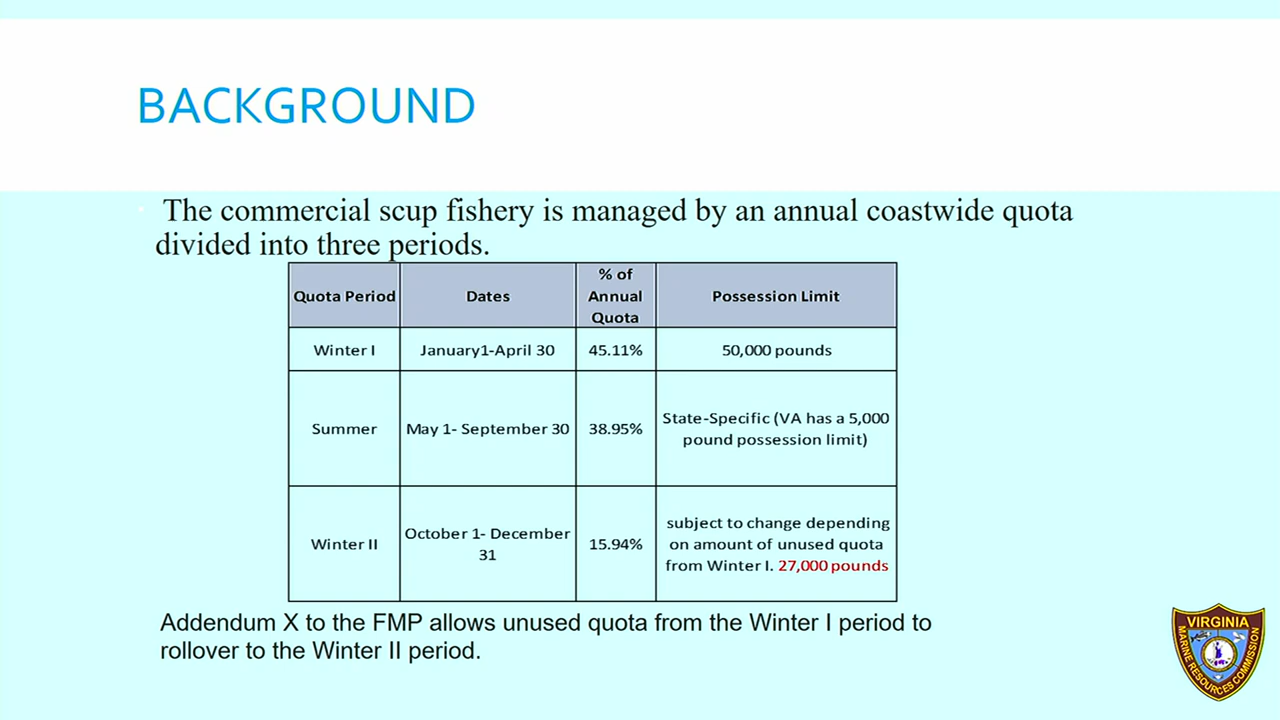 BACKGROUND
The commercial scup fishery is managed by an annual coastwide quota
divided into three periods.
Quota Period
Dates
% of
Annual
Quota
Possession Limit
Winter I
January1-April 30
45.11%
50,000 pounds
Summer
May 1- September 30
38.95%
State-Specific (VA has a 5,000
pound possession limit)
Winter II
October 1- December
31
15.94%
subject to change depending
on amount of unused quota
from Winter I. 27,000 pounds
Addendum X to the FMP allows unused quota from the Winter I period to
rollover to the Winter II period.
VIRGINIA
MARINE RESOURCES COMMISSION